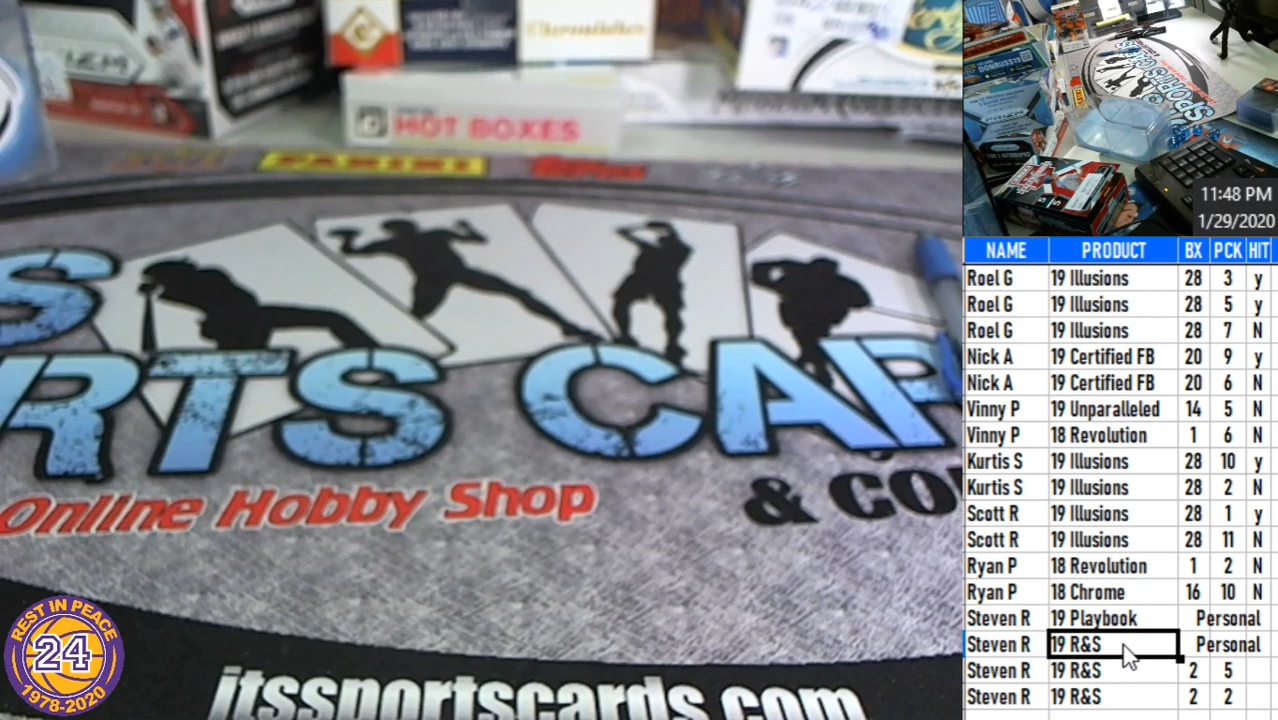 HOT BOXES
PANINI
Topps
S
RTS CAR
Online Hobby Shop
& CO
jtssportscards.com
REST IN PEACE
24
1978-2020
11:48 PM
1/29/2020
NAME PRODUCT BX PCK HIT
Roel G 19 Illusions 28 3 y
Roel G 19 Illusions 28 5 y
Roel G 19 Illusions 28 7 N
Nick A 19 Certified FB 20 9 y
Nick A 19 Certified FB 20 6 N
Vinny P 19 Unparalleled 14 5 N
Vinny P 18 Revolution 1 6 N
Kurtis S 19 Illusions 28 10 y
Kurtis S 19 Illusions 28 2 N
Scott R 19 Illusions 28 1 y
Scott R 19 Illusions 28 11 N
Ryan P 18 Revolution 1 2 N
Ryan P 18 Chrome 16 10 N
Steven R 19 Playbook Personal
Steven R 19 R&S Personal
Steven R 19 R&S 2 5
Steven R 19 R&S 2 2